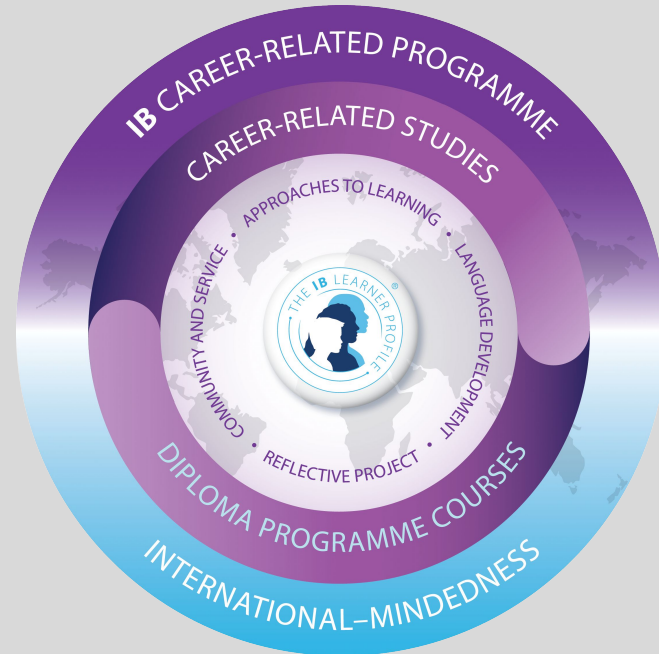 IB CAREER-RELATED PROGRAMME
CAREER-RELATED STUDIES
• APPROACHES TO LEARNING •
LANGUAGE DEVELOPMENT
• REFLECTIVE PROJECT •
COMMUNITY AND SERVICE
THE IB LEARNER PROFILE ®
DIPLOMA PROGRAMME COURSES
INTERNATIONAL–MINDEDNESS